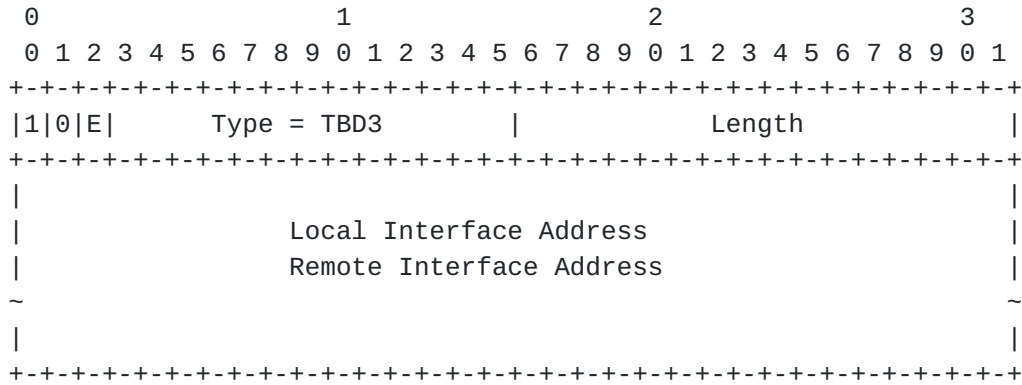 0                   1                   2                   3
 0 1 2 3 4 5 6 7 8 9 0 1 2 3 4 5 6 7 8 9 0 1 2 3 4 5 6 7 8 9 0 1
+-+-+-+-+-+-+-+-+-+-+-+-+-+-+-+-+-+-+-+-+-+-+-+-+-+-+-+-+-+-+-+-+
|1|0|E|      Type = TBD3        |            Length             |
+-+-+-+-+-+-+-+-+-+-+-+-+-+-+-+-+-+-+-+-+-+-+-+-+-+-+-+-+-+-+-+-+
|                                                               |
|                 Local Interface Address                       |
|                 Remote Interface Address                      |
~                                                               ~
|                                                               |
+-+-+-+-+-+-+-+-+-+-+-+-+-+-+-+-+-+-+-+-+-+-+-+-+-+-+-+-+-+-+-+-+